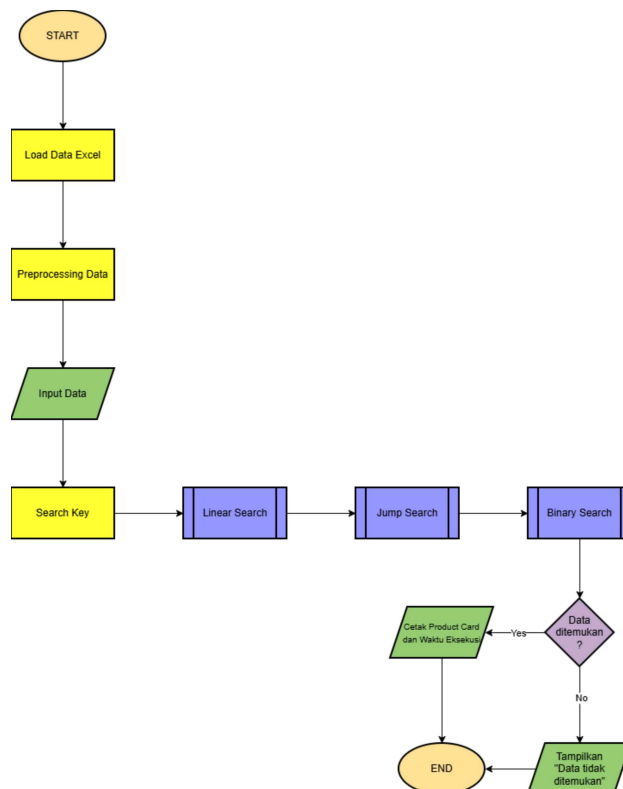 START
Load Data Excel
Preprocessing Data
Input Data
Search Key
Linear Search
Jump Search
Binary Search
Data
ditemukan
?
Yes
Cetak Product Card
dan Waktu Eksekusi
No
Tampilkan
"Data tidak
ditemukan"
END